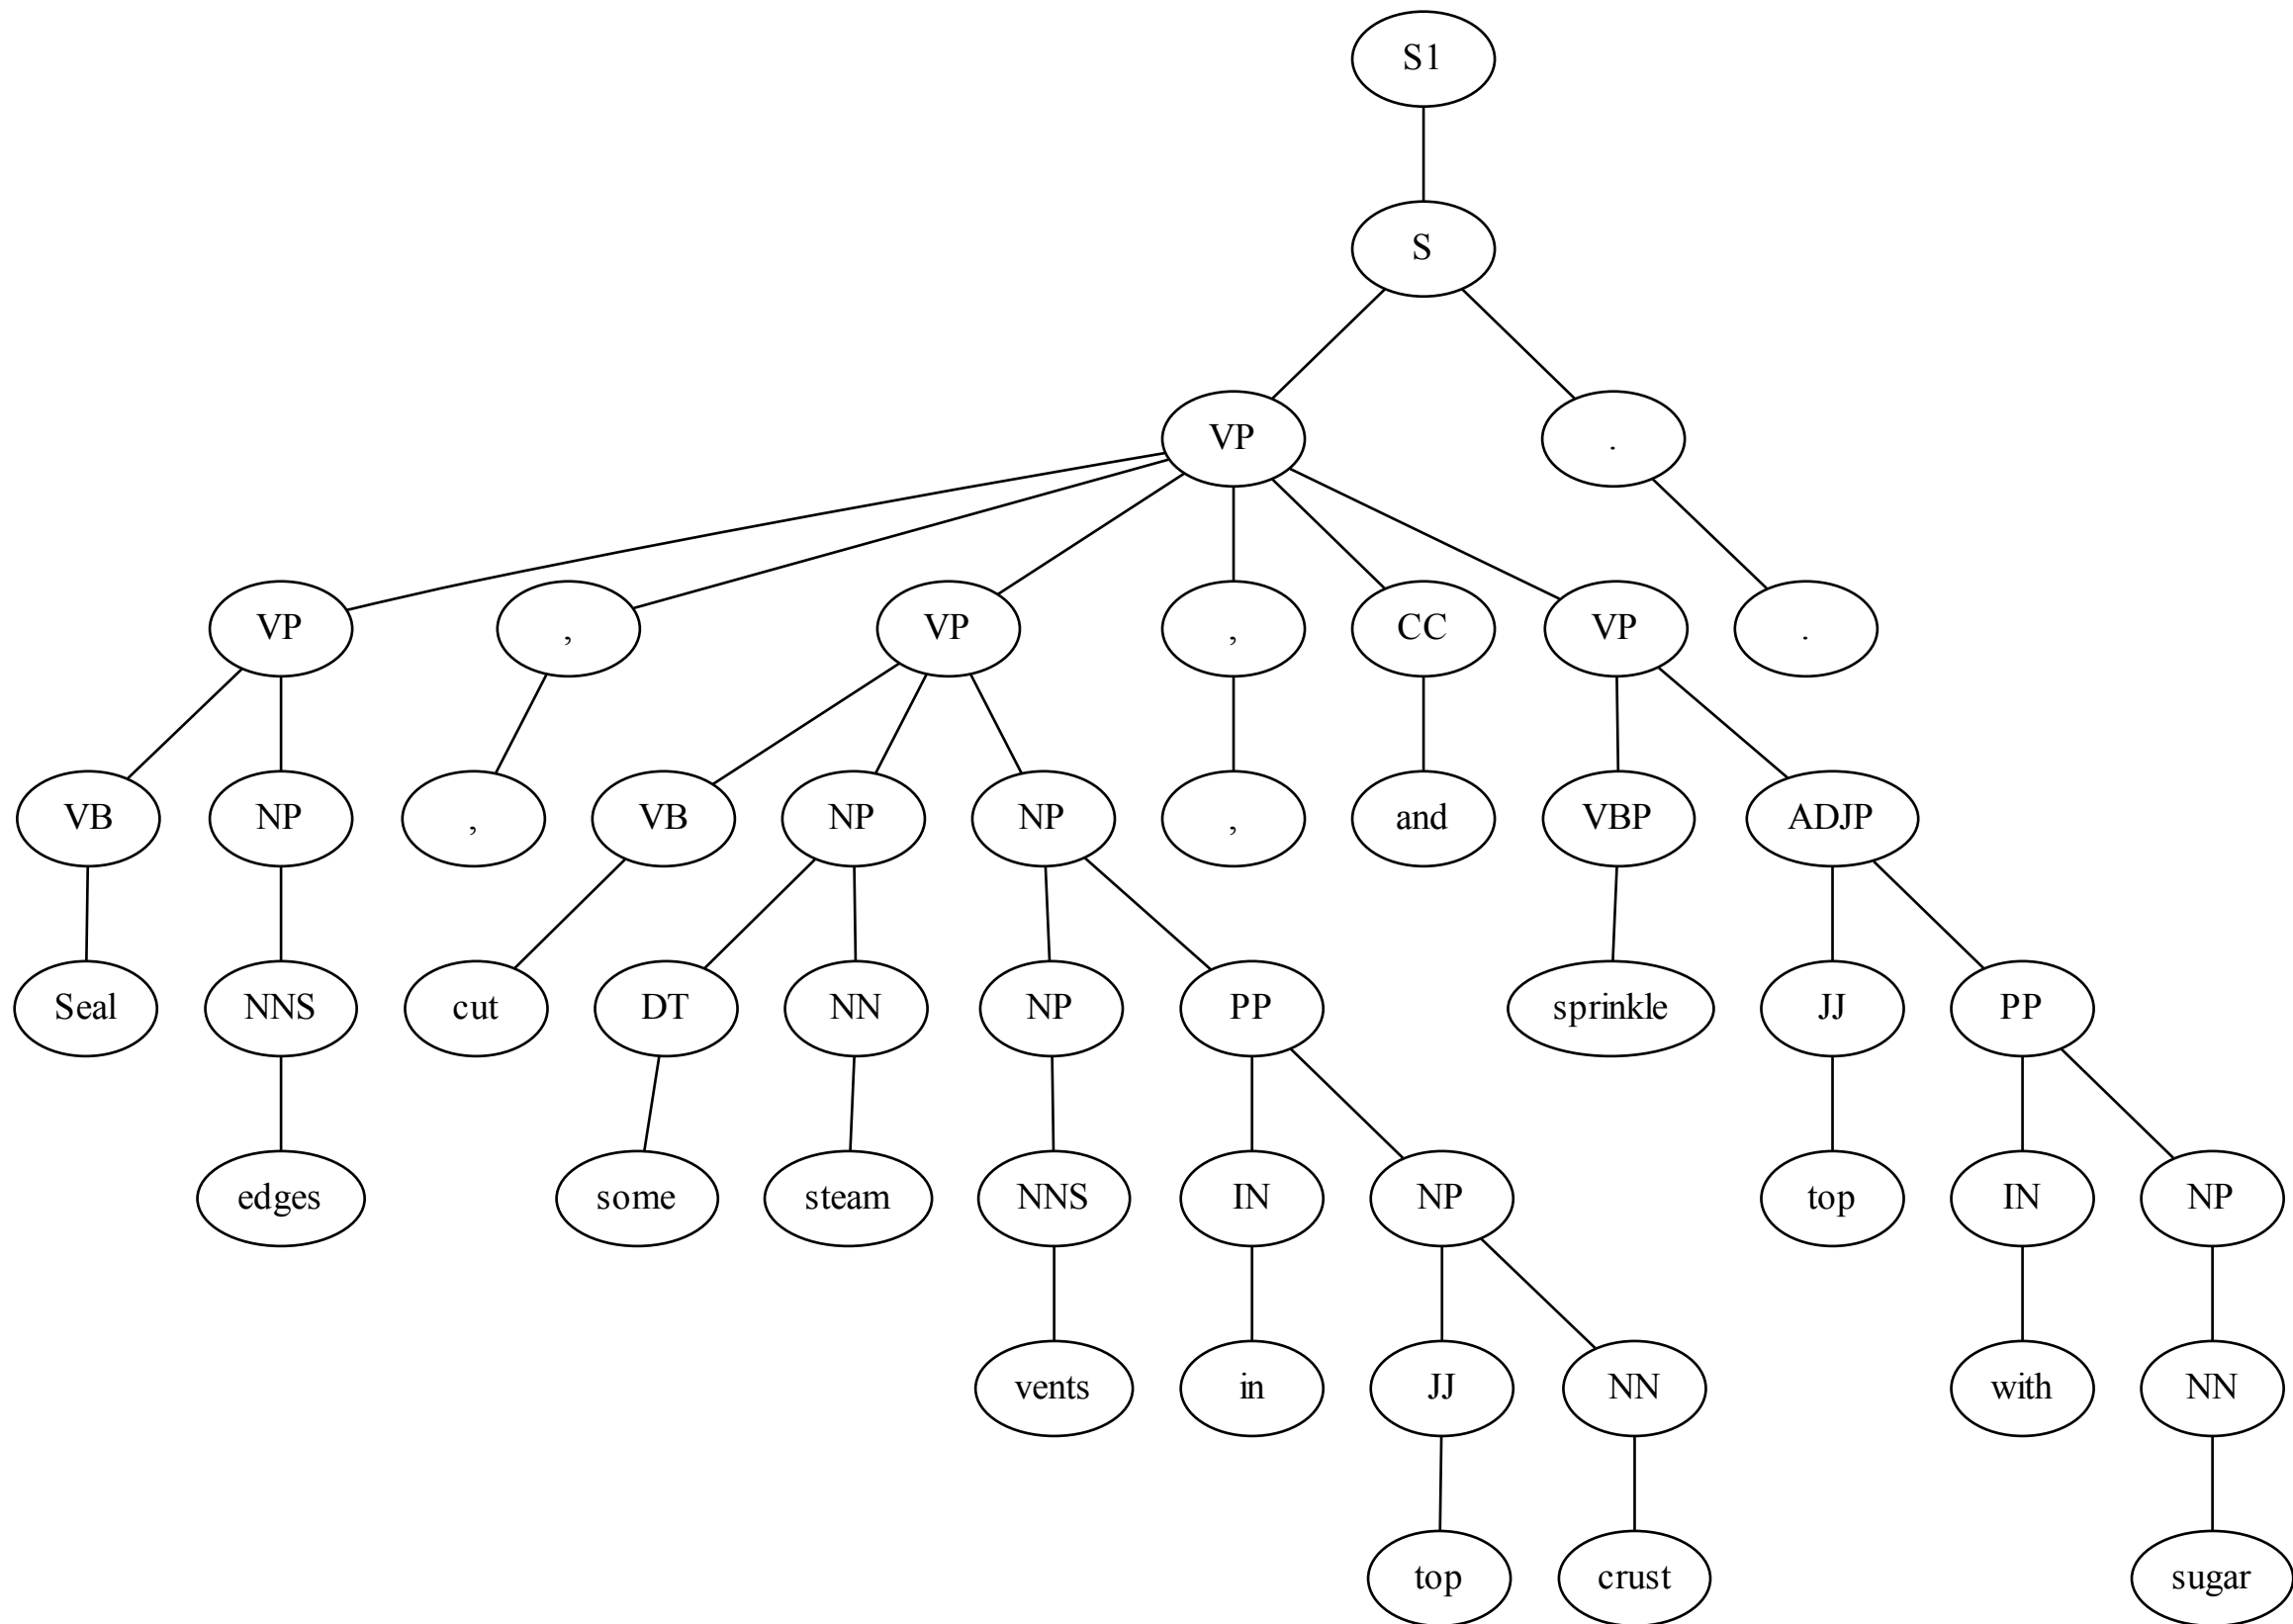 S1
S
VP .
VP , VP , CC VP .
VB NP , VB NP NP , and VBP ADJP
Seal NNS cut DT NN NP PP sprinkle JJ PP
edges some steam NNS IN NP top IN NP
vents in JJ NN with NN
top crust sugar